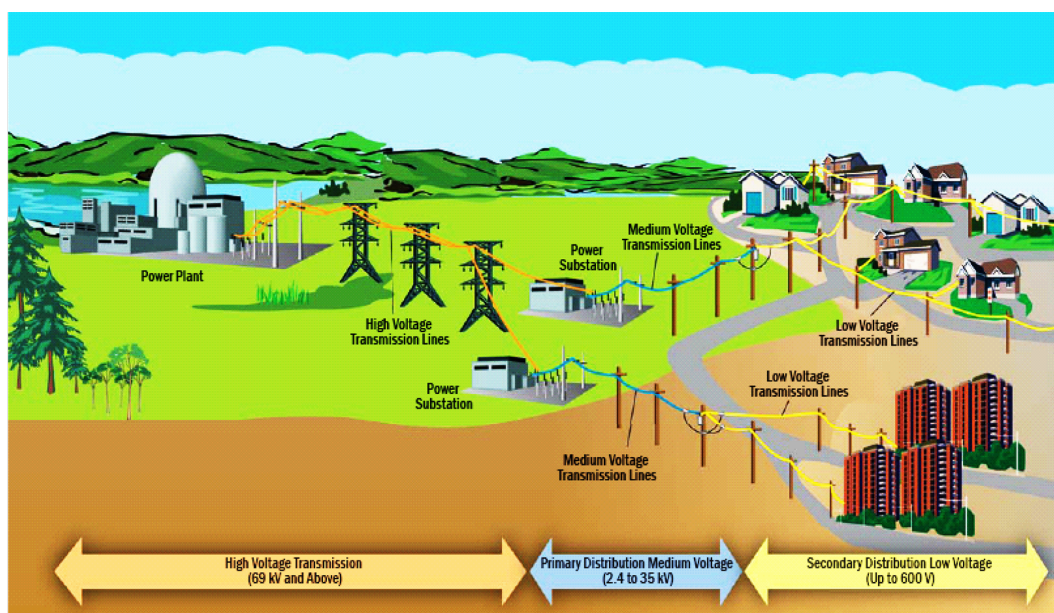 Power Plant
High Voltage
Transmission Lines
Power
Substation
Medium Voltage
Transmission Lines
Low Voltage
Transmission Lines
Power
Substation
Low Voltage
Transmission Lines
Medium Voltage
Transmission Lines
High Voltage Transmission
(69 kV and Above)
Primary Distribution Medium Voltage
(2.4 to 35 kV)
Secondary Distribution Low Voltage
(Up to 600 V)